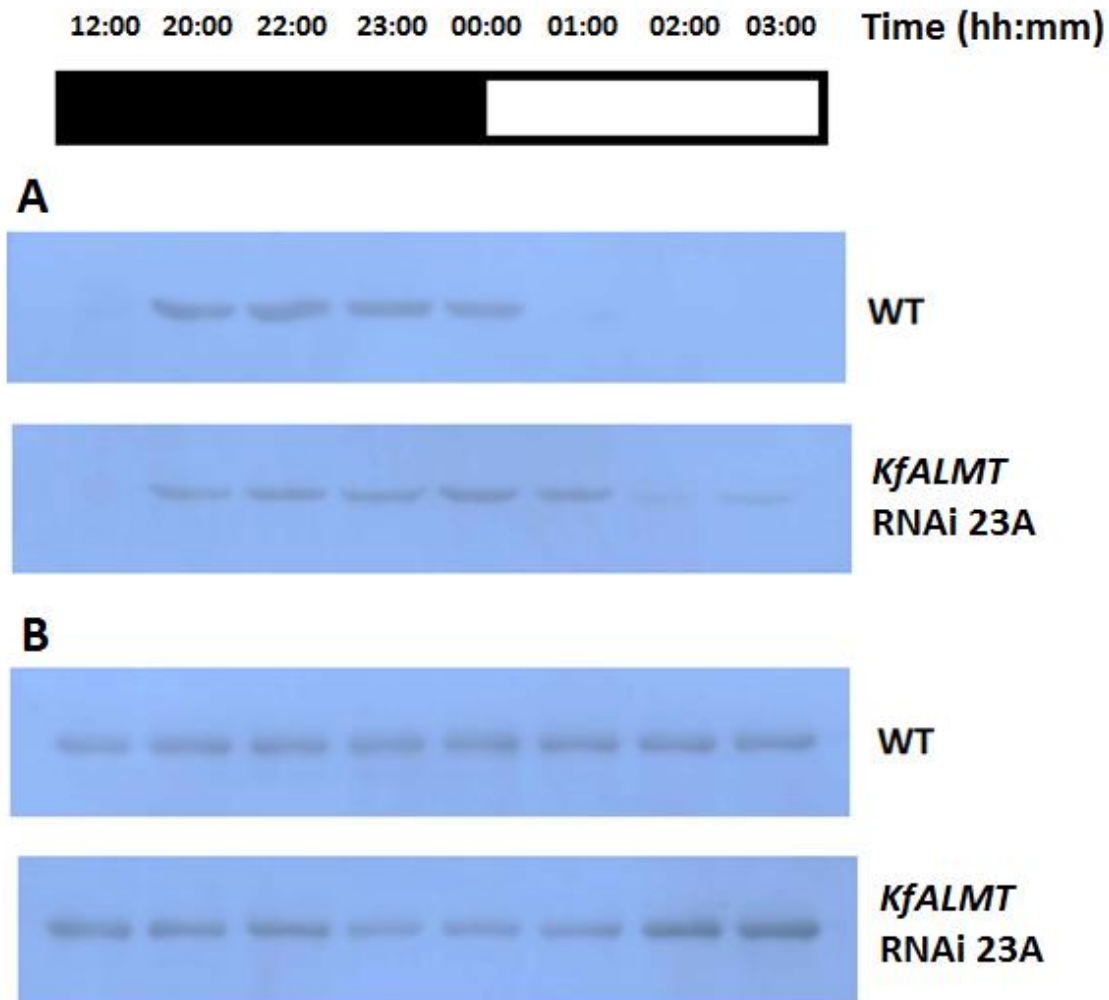 12:00 20:00 22:00 23:00 00:00 01:00 02:00 03:00 Time (hh:mm)
A
WT
KfALMT
RNAi 23A
B
WT
KfALMT
RNAi 23A